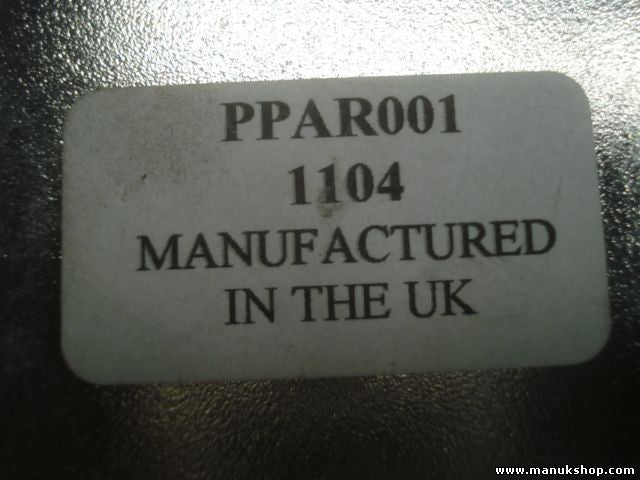 PPAR001
1104
MANUFACTURED
IN THE UK
www.manukshop.com